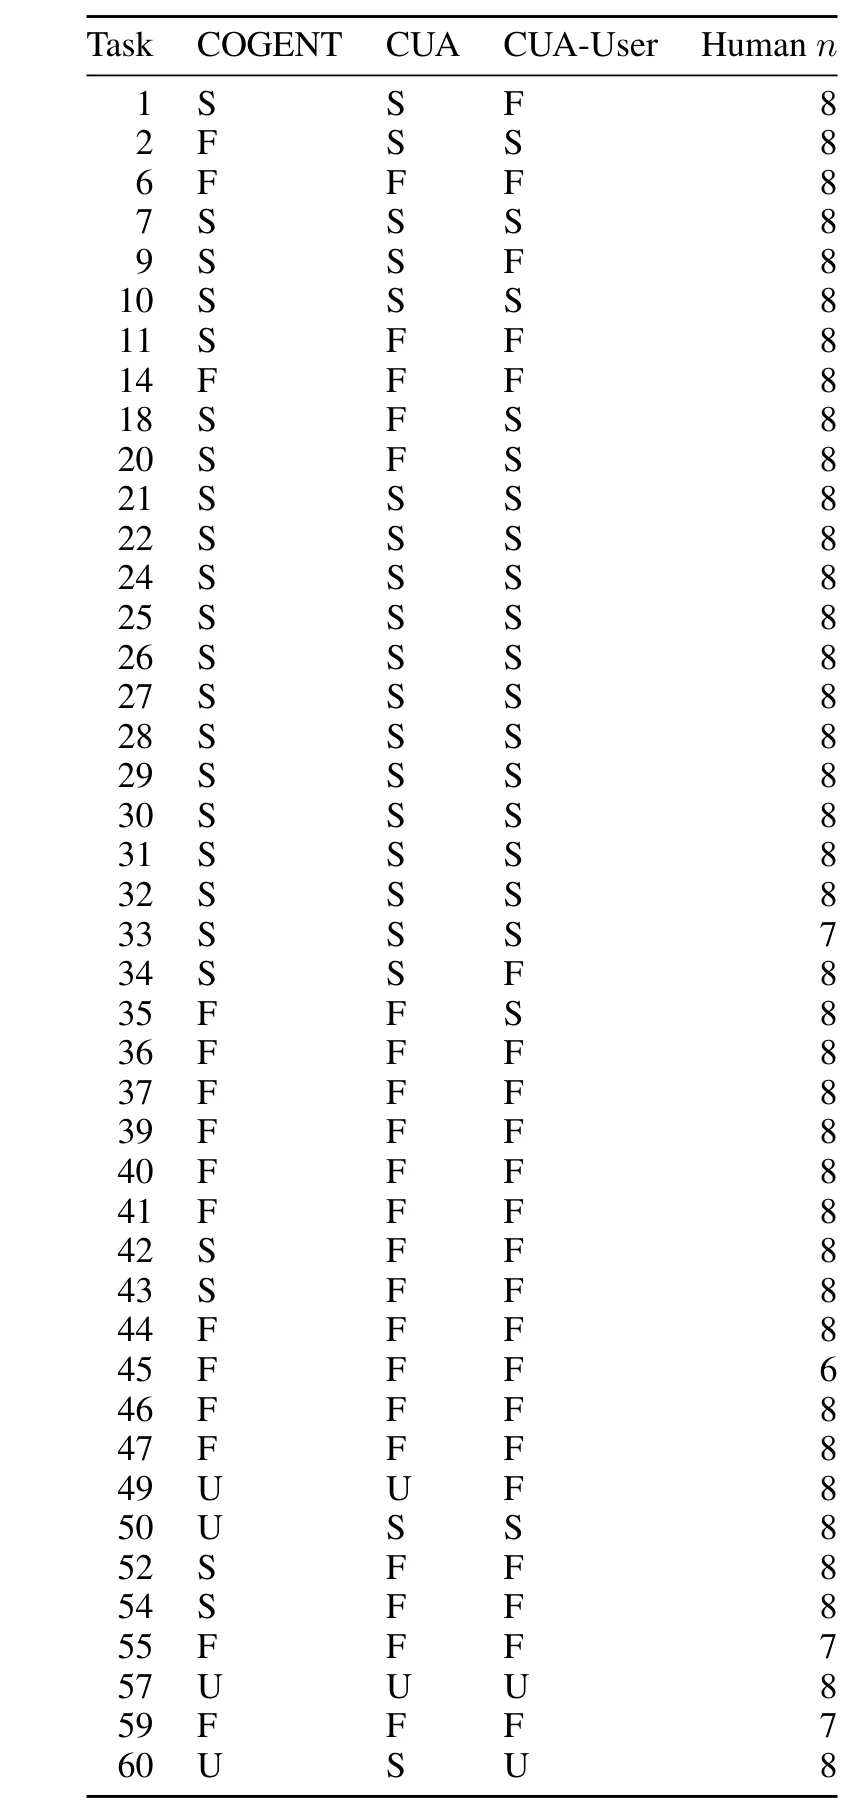 Task COGENT CUA CUA-User Human n
1 S S F 8
2 F S S 8
6 F F F 8
7 S S S 8
9 S S F 8
10 S S S 8
11 S F F 8
14 F F F 8
18 S F S 8
20 S F S 8
21 S S S 8
22 S S S 8
24 S S S 8
25 S S S 8
26 S S S 8
27 S S S 8
28 S S S 8
29 S S S 8
30 S S S 8
31 S S S 8
32 S S S 8
33 S S S 7
34 S S F 8
35 F F S 8
36 F F F 8
37 F F F 8
39 F F F 8
40 F F F 8
41 F F F 8
42 S F F 8
43 S F F 8
44 F F F 8
45 F F F 6
46 F F F 8
47 F F F 8
49 U U F 8
50 U S S 8
52 S F F 8
54 S F F 8
55 F F F 7
57 U U U 8
59 F F F 7
60 U S U 8